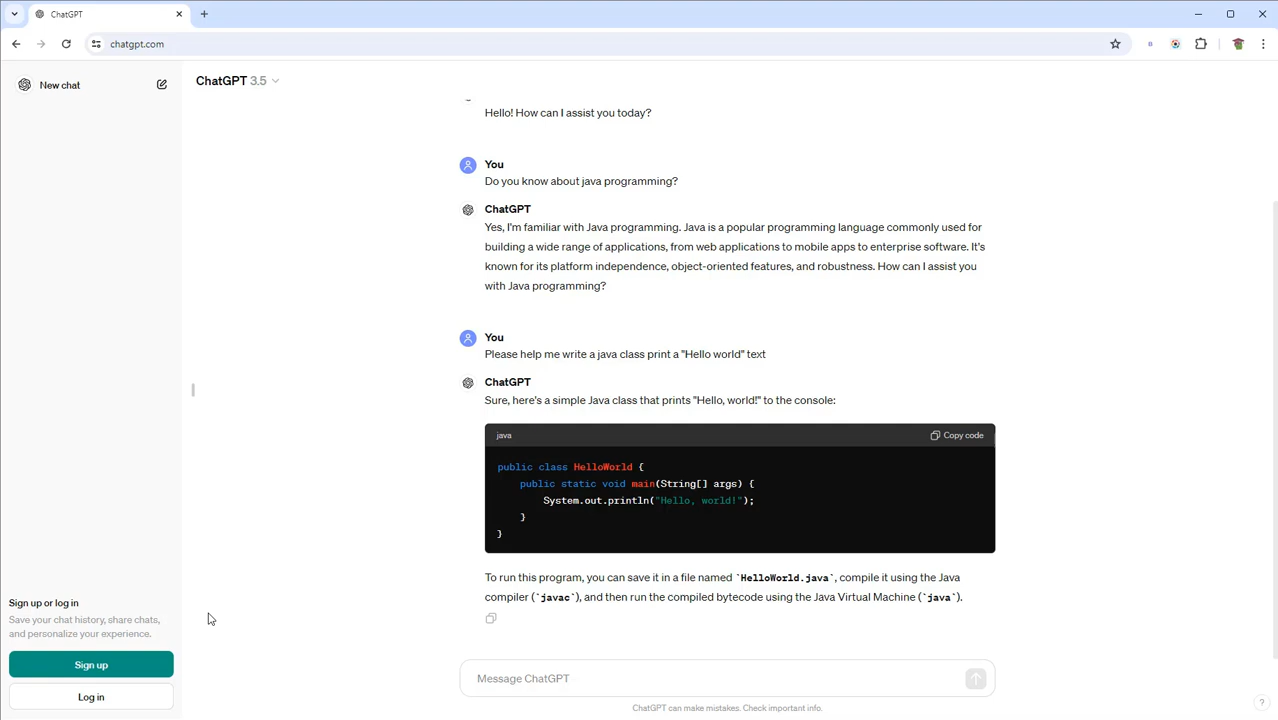 ChatGPT
chatgpt.com
New chat
ChatGPT 3.5
Hello! How can I assist you today?
You
Do you know about java programming?
ChatGPT
Yes, I'm familiar with Java programming. Java is a popular programming language commonly used for
building a wide range of applications, from web applications to mobile apps to enterprise software. It's
known for its platform independence, object-oriented features, and robustness. How can I assist you
with Java programming?
You
Please help me write a java class print a "Hello world" text
ChatGPT
Sure, here's a simple Java class that prints "Hello, world!" to the console:
java
Copy code
public class HelloWorld {
public static void main(String[] args) {
System.out.println("Hello, world!");
}
}
To run this program, you can save it in a file named `HelloWorld.java`, compile it using the Java
compiler (`javac`), and then run the compiled bytecode using the Java Virtual Machine (`java`).
Sign up or log in
Save your chat history, share chats,
and personalize your experience.
Sign up
Log in
Message ChatGPT
ChatGPT can make mistakes. Check important info.
?